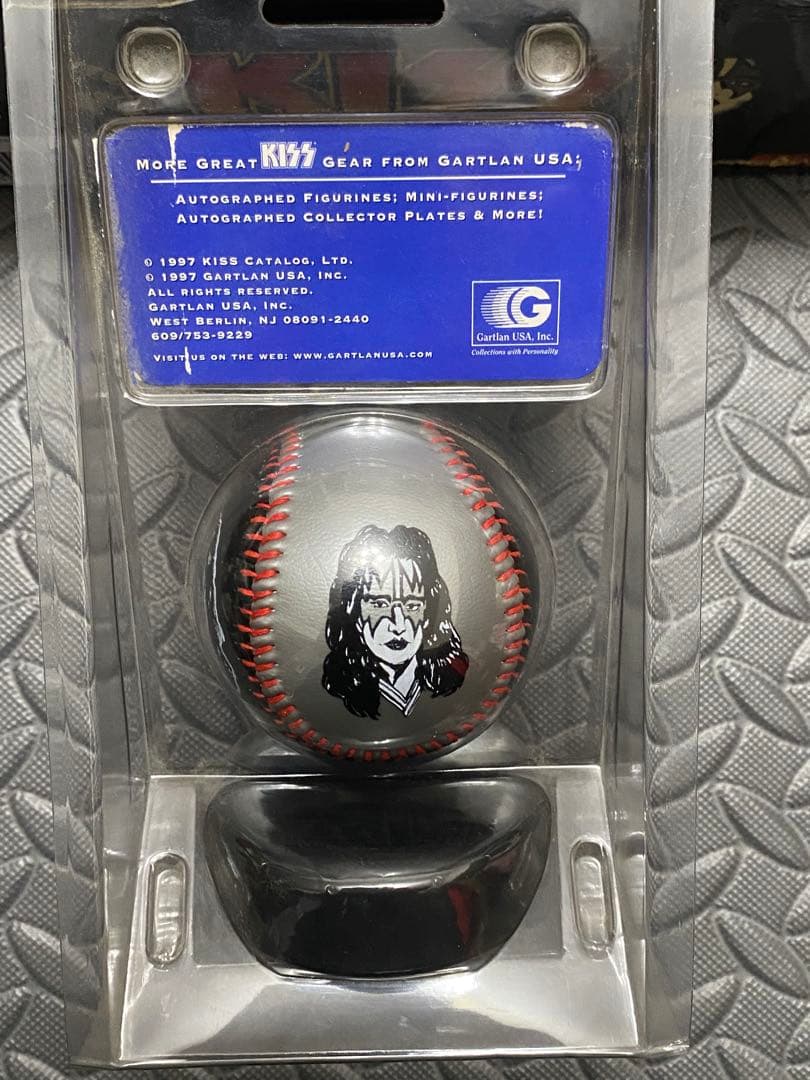 KISS
MORE GREAT KISS GEAR FROM GARTLAN USA:
AUTOGRAPHED FIGURINES; MINI-FIGURINES;
AUTOGRAPHED COLLECTOR PLATES & MORE!
© 1997 KISS CATALOG, LTD.
© 1997 GARTLAN USA, INC.
ALL RIGHTS RESERVED.
GARTLAN USA, INC.
WEST BERLIN, NJ 08091-2440
609/753-9229
VISIT US ON THE WEB: WWW.GARTLANUSA.COM
G
Gartlan USA, Inc.
Collections with Personality